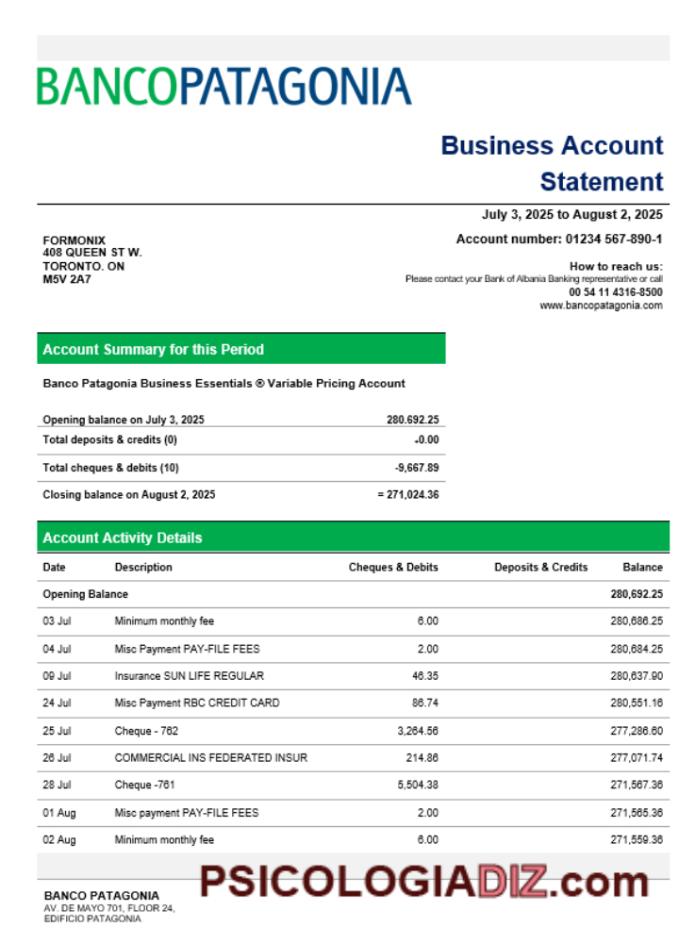 BANCOPATAGONIA
Business Account
Statement
July 3, 2025 to August 2, 2025
FORMONIX
408 QUEEN ST W.
TORONTO. ON
M5V 2A7
Account number: 01234 567-890-1
How to reach us:
Please contact your Bank of Albania Banking representative or call
00 54 11 4316-8500
www.bancopatagonia.com
Account Summary for this Period
Banco Patagonia Business Essentials ® Variable Pricing Account
Opening balance on July 3, 2025 280.692.25
Total deposits & credits (0) -0.00
Total cheques & debits (10) -9,667.89
Closing balance on August 2, 2025 = 271,024.36
Account Activity Details
Date Description Cheques & Debits Deposits & Credits Balance
Opening Balance 280,692.25
03 Jul Minimum monthly fee 6.00 280,686.25
04 Jul Misc Payment PAY-FILE FEES 2.00 280,684.25
09 Jul Insurance SUN LIFE REGULAR 46.35 280,637.90
24 Jul Misc Payment RBC CREDIT CARD 86.74 280,551.16
25 Jul Cheque - 762 3,264.56 277,286.60
26 Jul COMMERCIAL INS FEDERATED INSUR 214.86 277,071.74
28 Jul Cheque -761 5,504.38 271,567.36
01 Aug Misc payment PAY-FILE FEES 2.00 271,565.36
02 Aug Minimum monthly fee 6.00 271,559.36
PSICOLOGIADIZ.com
BANCO PATAGONIA
AV. DE MAYO 701, FLOOR 24,
EDIFICIO PATAGONIA